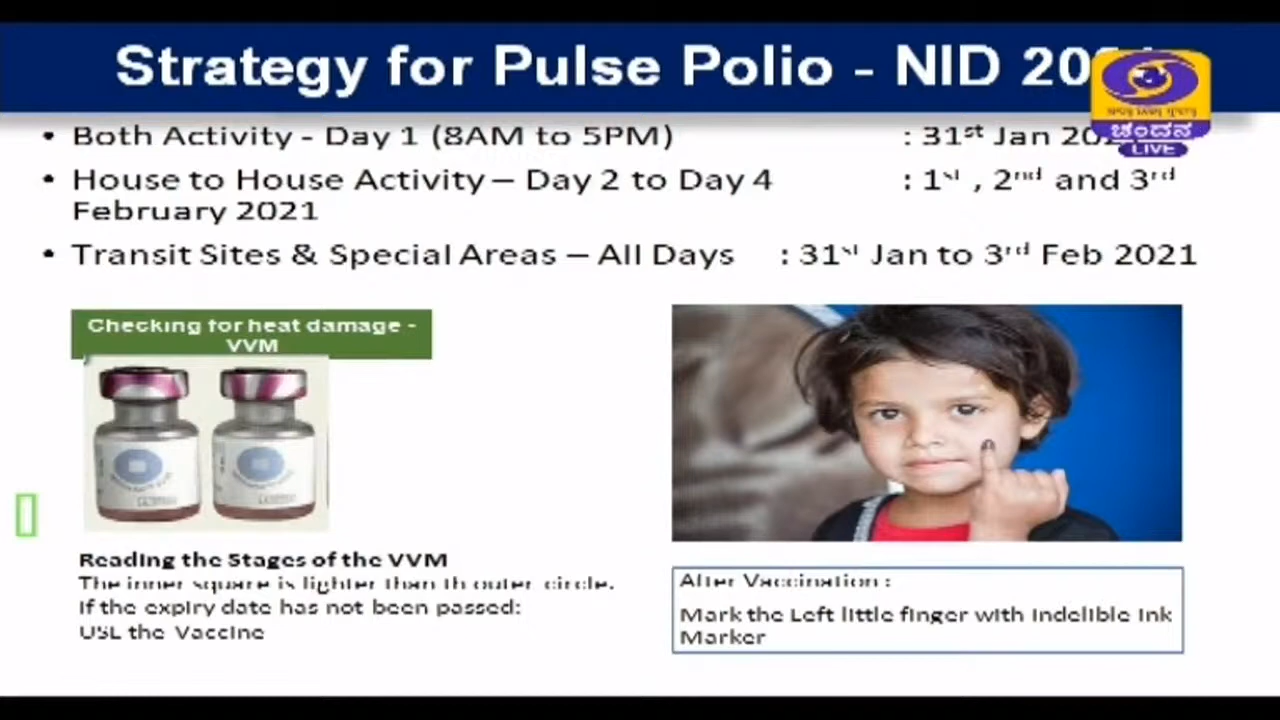 Strategy for Pulse Polio - NID
• Both Activity - Day 1 (8AM to 5PM) : 31st Jan
• House to House Activity – Day 2 to Day 4 : 1st , 2nd and 3rd
February 2021
• Transit Sites & Special Areas – All Days : 31st Jan to 3rd Feb 2021
ಚಂದನ
LIVE
Checking for heat damage -
VVM
Reading the Stages of the VVM
The inner square is lighter than th outer circle.
If the expiry date has not been passed:
USE the Vaccine
After Vaccination :
Mark the Left little finger with Indelible Ink
Marker